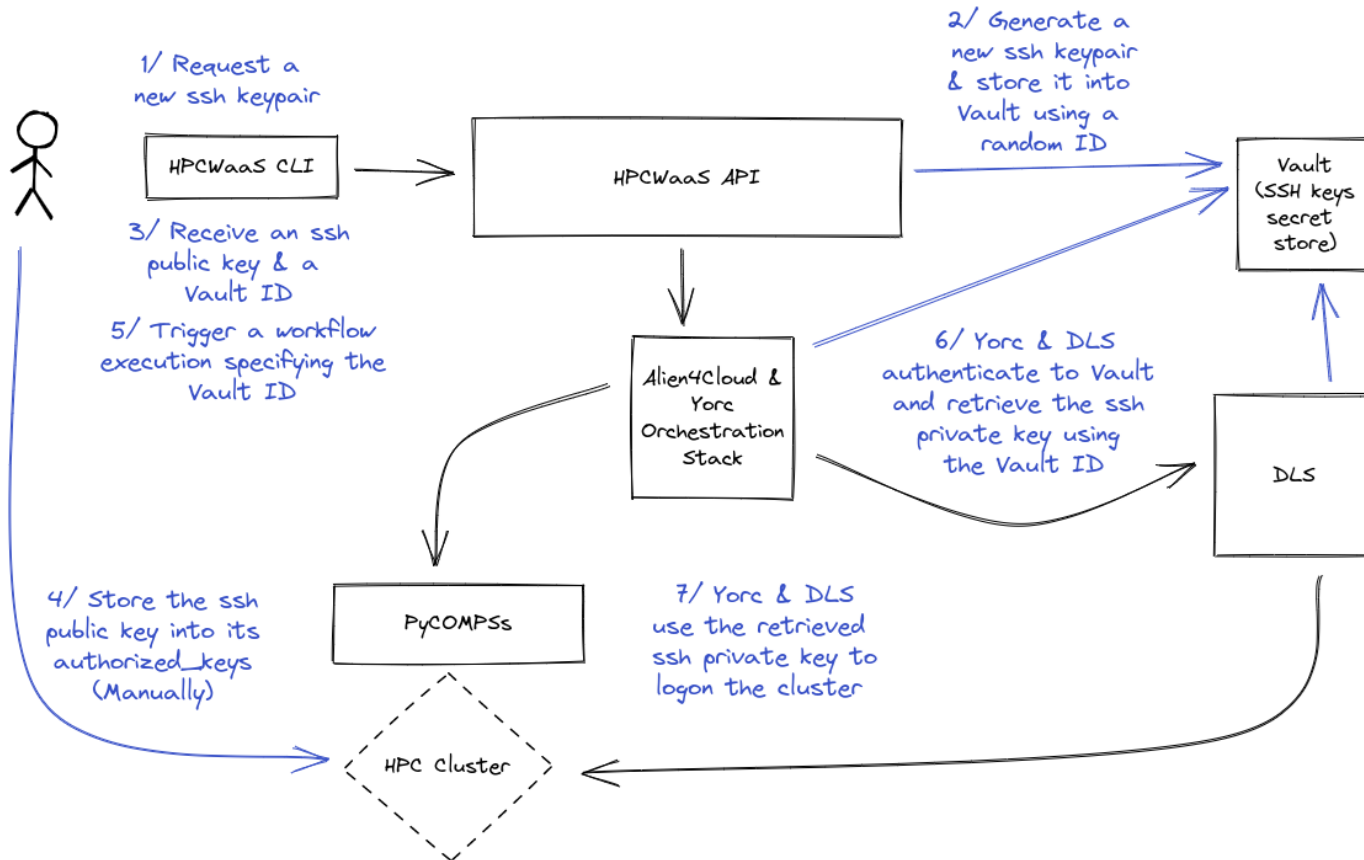 1/ Request a
new ssh keypair
2/ Generate a
new ssh keypair
& store it into
Vault using a
random ID
HPCWaaS CLI
HPCWaaS API
Vault
(SSH keys
secret
store)
3/ Receive an ssh
public key & a
Vault ID
5/ Trigger a workflow
execution specifying the
Vault ID
Alien4Cloud &
Yorc
Orchestration
Stack
6/ Yorc & DLS
authenticate to Vault
and retrieve the ssh
private key using
the Vault ID
DLS
4/ Store the ssh
public key into its
authorized_keys
(Manually)
PyCOMPSs
7/ Yorc & DLS
use the retrieved
ssh private key to
logon the cluster
HPC Cluster